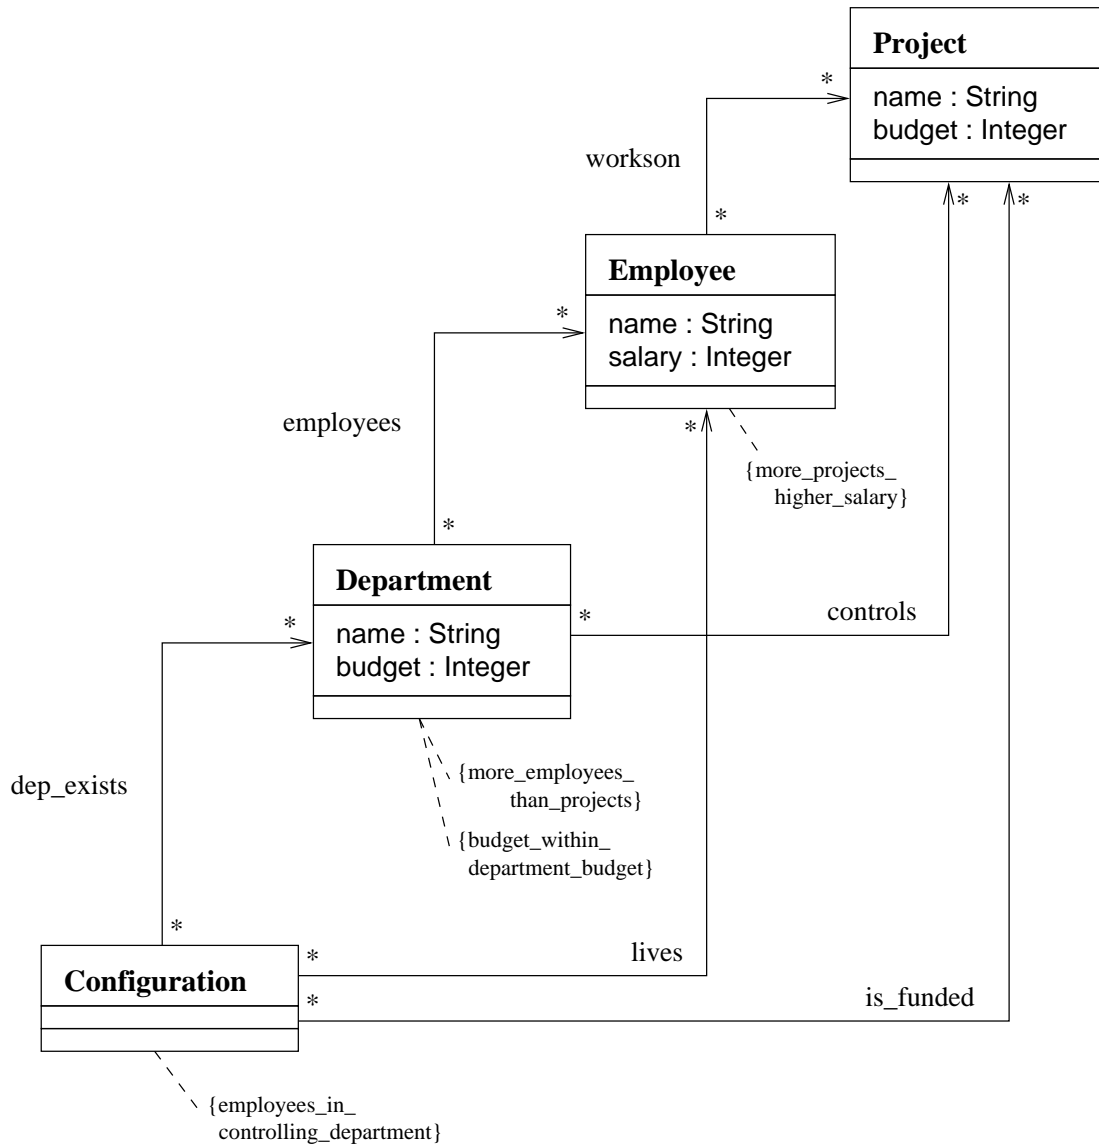 Project
*
name : String
budget : Integer
workson
*
*
*
Employee
*
name : String
salary : Integer
employees
*
{more_projects_
higher_salary}
*
Department
controls
*
*
name : String
budget : Integer
{more_employees_
than_projects}
dep_exists
{budget_within_
department_budget}
*
*
lives
Configuration
*
is_funded
{employees_in_
controlling_department}